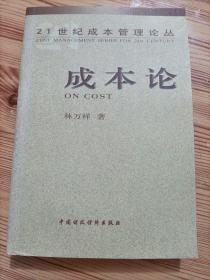 21世纪成本管理论丛
COST MANAGEMENT SERIES FOR 21ST CENTURY
成本论
ON COST
林万祥 著
中国财政经济出版社